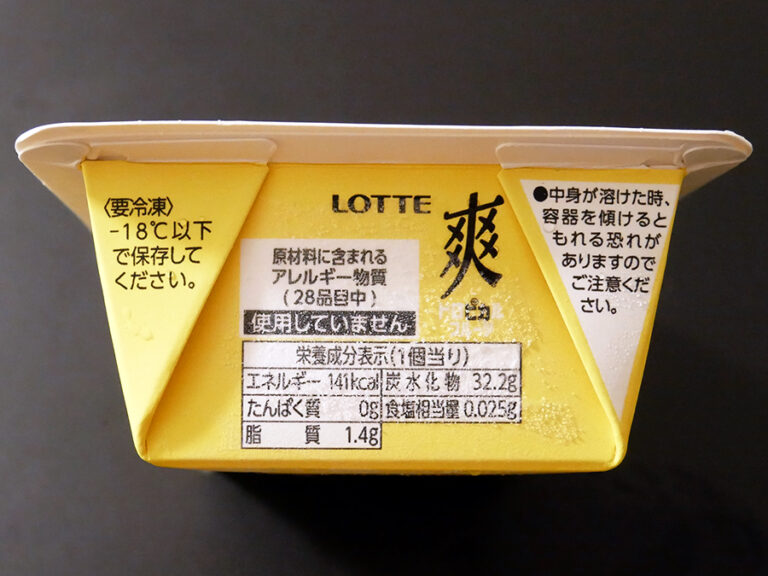 〈要冷凍〉
-18℃以下
で保存して
ください。
LOTTE
爽
原材料に含まれる
アレルギー物質
(28品目中)
使用していません
栄養成分表示(1個当り)
エネルギー 141kcal 炭水化物 32.2g
たんぱく質 0g 食塩相当量 0.025g
脂質 1.4g
●中身が溶けた時、
容器を傾けると
もれる恐れが
ありますので
ご注意くだ
さい。